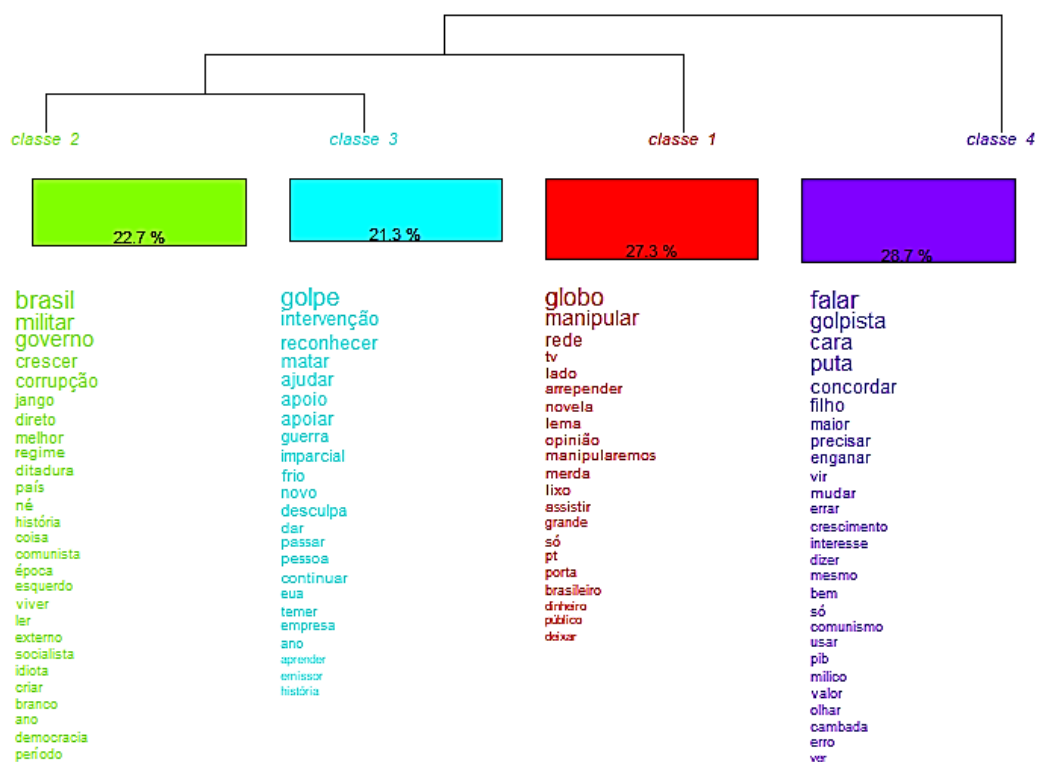 classe 2
classe 3
classe 1
classe 4
22.7 %
21.3 %
27.3 %
28.7 %
brasil
militar
governo
crescer
corrupção
jango
direto
melhor
regime
ditadura
país
né
história
coisa
comunista
época
esquerdo
viver
ler
externo
socialista
idiota
criar
branco
ano
democracia
período
golpe
intervenção
reconhecer
matar
ajudar
apoio
apoiar
guerra
imparcial
frio
novo
desculpa
dar
passar
pessoa
continuar
eua
temer
empresa
ano
aprender
emissor
história
globo
manipular
rede
tv
lado
arrepender
novela
lema
opinião
manipularemos
merda
lixo
assistir
grande
só
pt
porta
brasileiro
dinheiro
público
deixar
falar
golpista
cara
puta
concordar
filho
maior
precisar
enganar
vir
mudar
errar
crescimento
interesse
dizer
mesmo
bem
só
comunismo
usar
pib
milico
valor
olhar
cambada
erro
ver